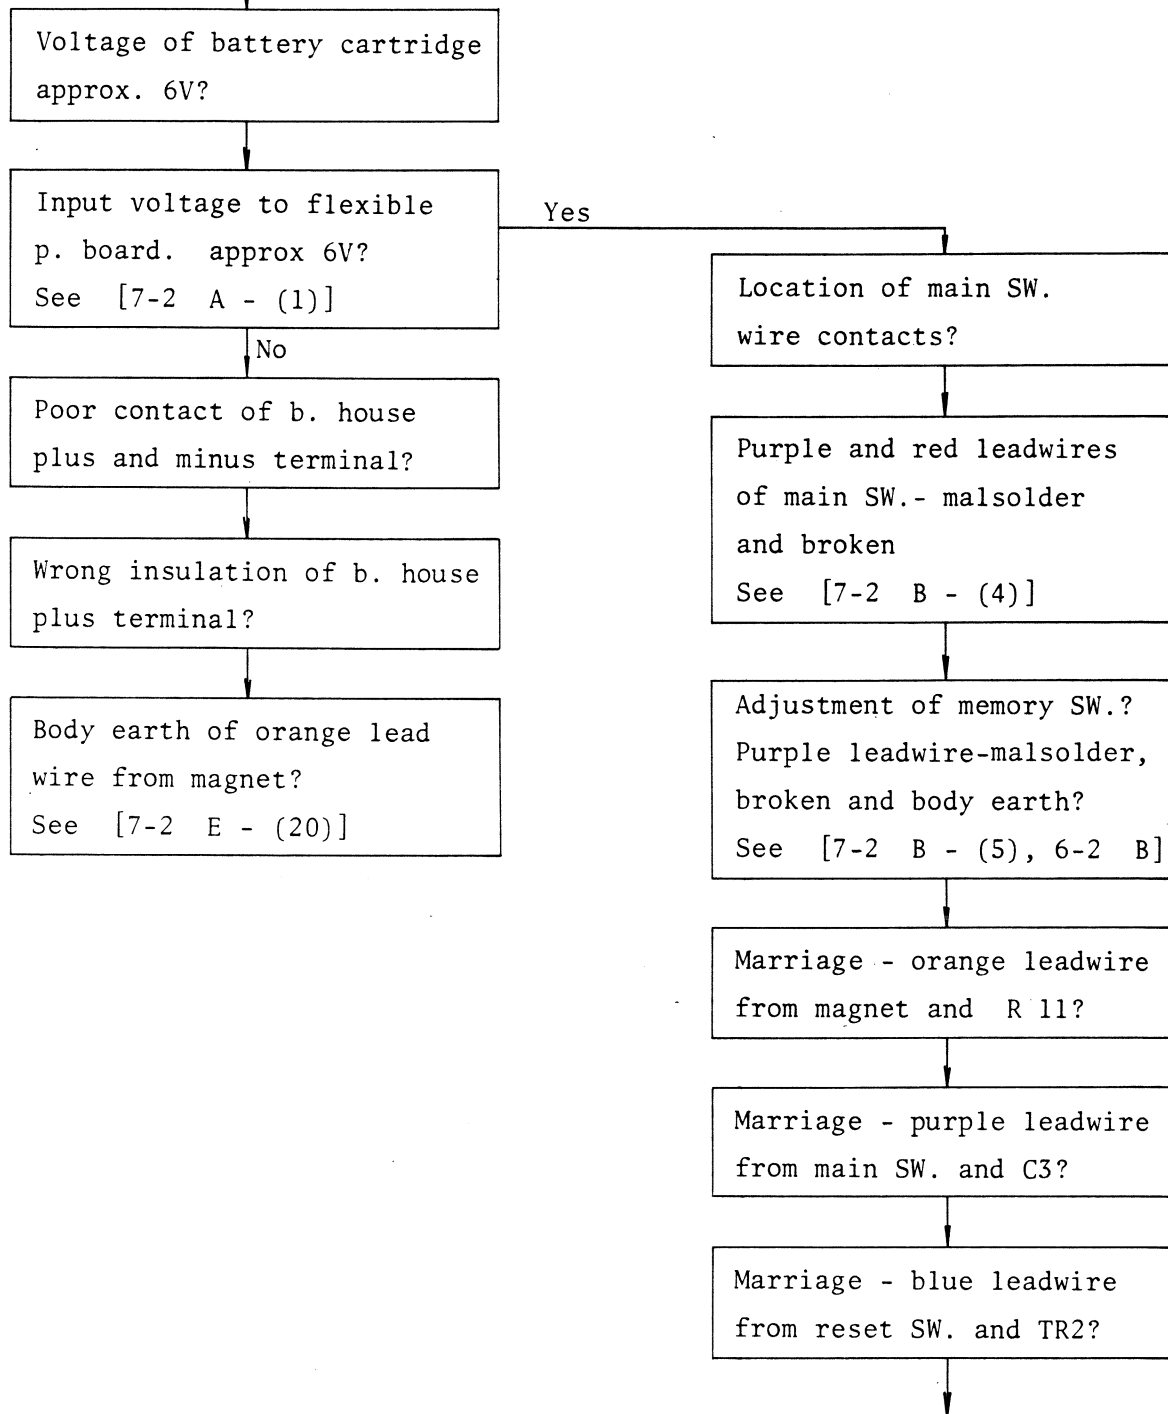 Voltage of battery cartridge
approx. 6V?
Input voltage to flexible
p. board. approx 6V?
See [7-2 A - (1)]
Yes
No
Poor contact of b. house
plus and minus terminal?
Wrong insulation of b. house
plus terminal?
Body earth of orange lead
wire from magnet?
See [7-2 E - (20)]
Location of main SW.
wire contacts?
Purple and red leadwires
of main SW.- malsolder
and broken
See [7-2 B - (4)]
Adjustment of memory SW.?
Purple leadwire-malsolder,
broken and body earth?
See [7-2 B - (5), 6-2 B]
Marriage - orange leadwire
from magnet and R 11?
Marriage - purple leadwire
from main SW. and C3?
Marriage - blue leadwire
from reset SW. and TR2?